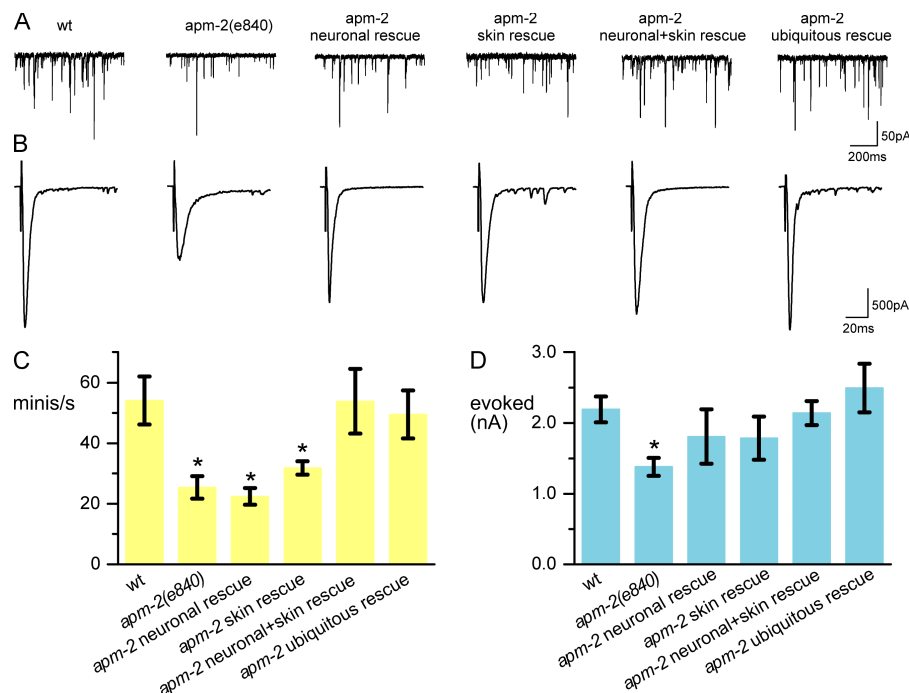 A
wt
apm-2(e840)
apm-2
neuronal rescue
apm-2
skin rescue
apm-2
neuronal+skin rescue
apm-2
ubiquitous rescue
50pA
200ms
B
500pA
20ms
C
minis/s
60
40
20
0
*
*
*
wt
apm-2(e840)
apm-2 neuronal rescue
apm-2 skin rescue
apm-2 neuronal+skin rescue
apm-2 ubiquitous rescue
D
evoked
(nA)
3.0
2.0
1.0
0.0
*
wt
apm-2(e840)
apm-2 neuronal rescue
apm-2 skin rescue
apm-2 neuronal+skin rescue
apm-2 ubiquitous rescue